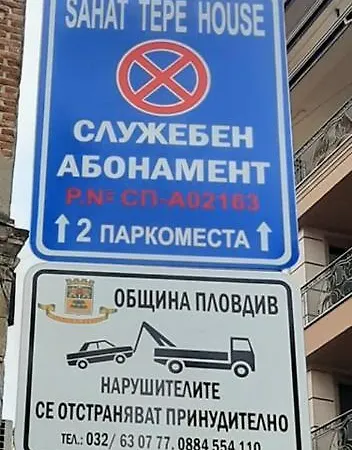 SAHAT TEPE HOUSE
СЛУЖЕБЕН
АБОНАМЕНТ
Р.№ СП-А02163
↑ 2 ПАРКОМЕСТА ↑
ОБЩИНА ПЛОВДИВ
НАРУШИТЕЛИТЕ
СЕ ОТСТРАНЯВАТ ПРИНУДИТЕЛНО
ТЕЛ.: 032/ 63 07 77, 0884 554 110